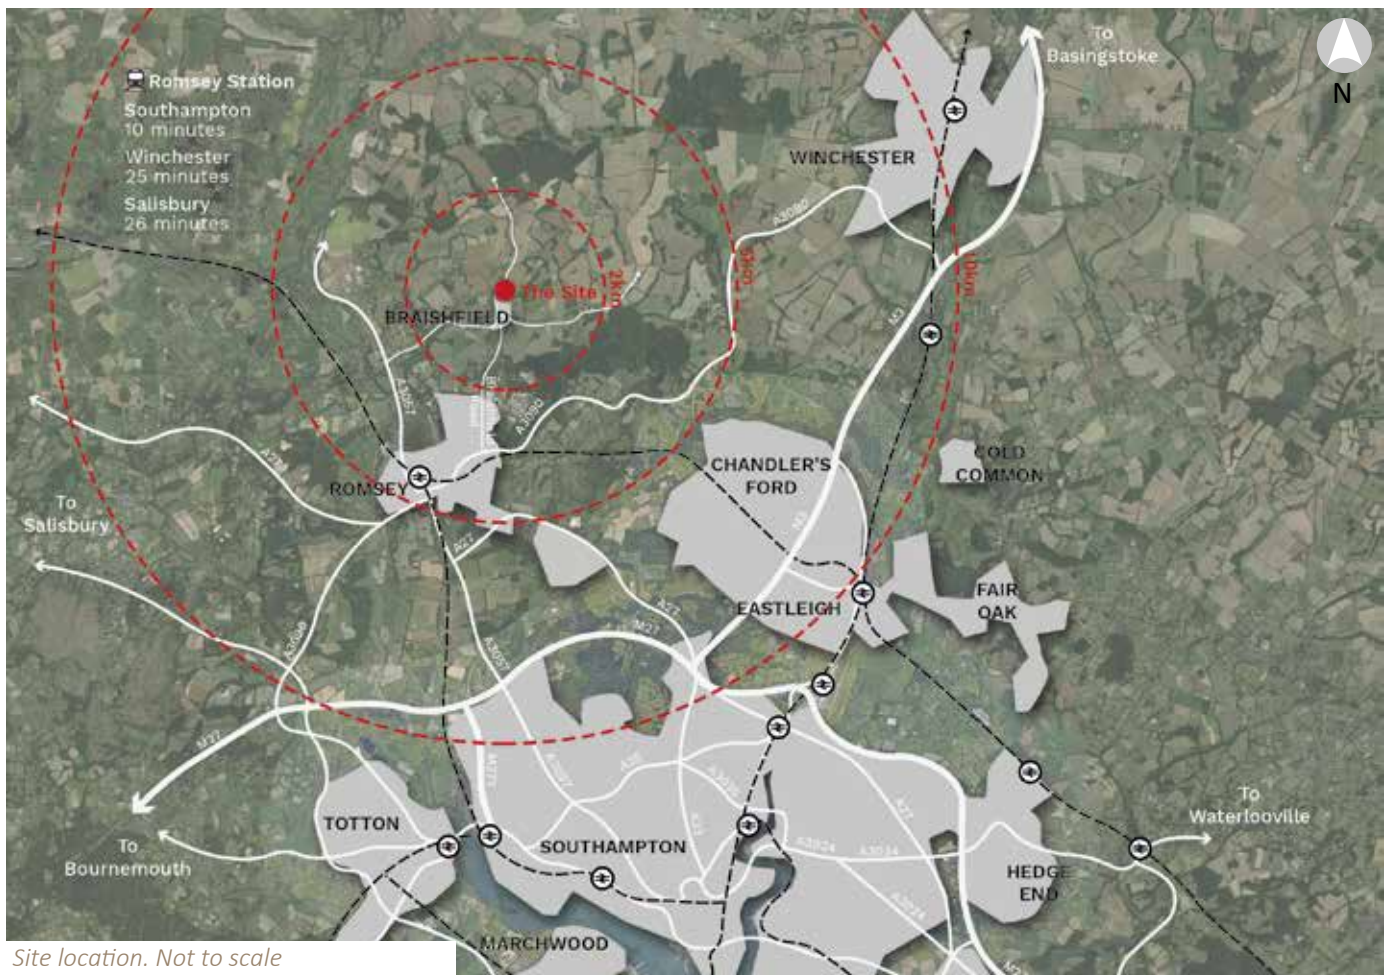 Romsey Station
Southampton
10 minutes
Winchester
25 minutes
Salisbury
26 minutes
To
Basingstoke
N
WINCHESTER
A3090
10km
5km
2km
The Site
BRAISHFIELD
M3
A3057
A3090
CHANDLER'S
FORD
COLD
COMMON
ROMSEY
To
Salisbury
M3
A27
EASTLEIGH
FAIR
OAK
A27
M27
A3057
M271
A3057
A3035
A33
A27
TOTTON
SOUTHAMPTON
To
Bournemouth
To
Waterlooville
A3024
A3024
HEDGE
END
MARCHWOOD
Site location. Not to scale